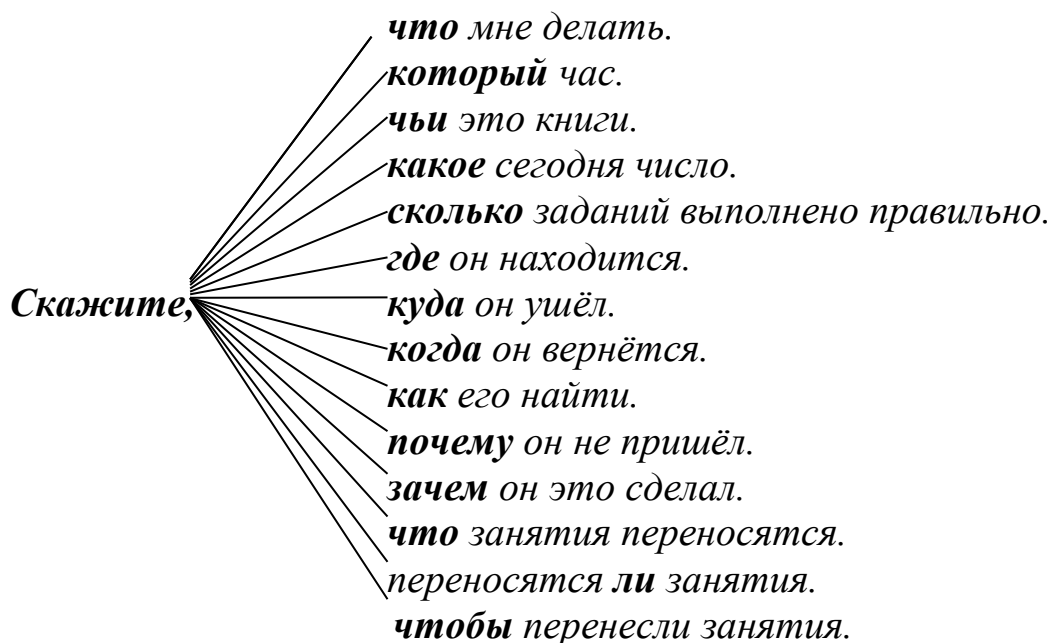 что мне делать.
который час.
чьи это книги.
какое сегодня число.
сколько заданий выполнено правильно.
где он находится.
Скажите,
куда он ушёл.
когда он вернётся.
как его найти.
почему он не пришёл.
зачем он это сделал.
что занятия переносятся.
переносятся ли занятия.
чтобы перенесли занятия.